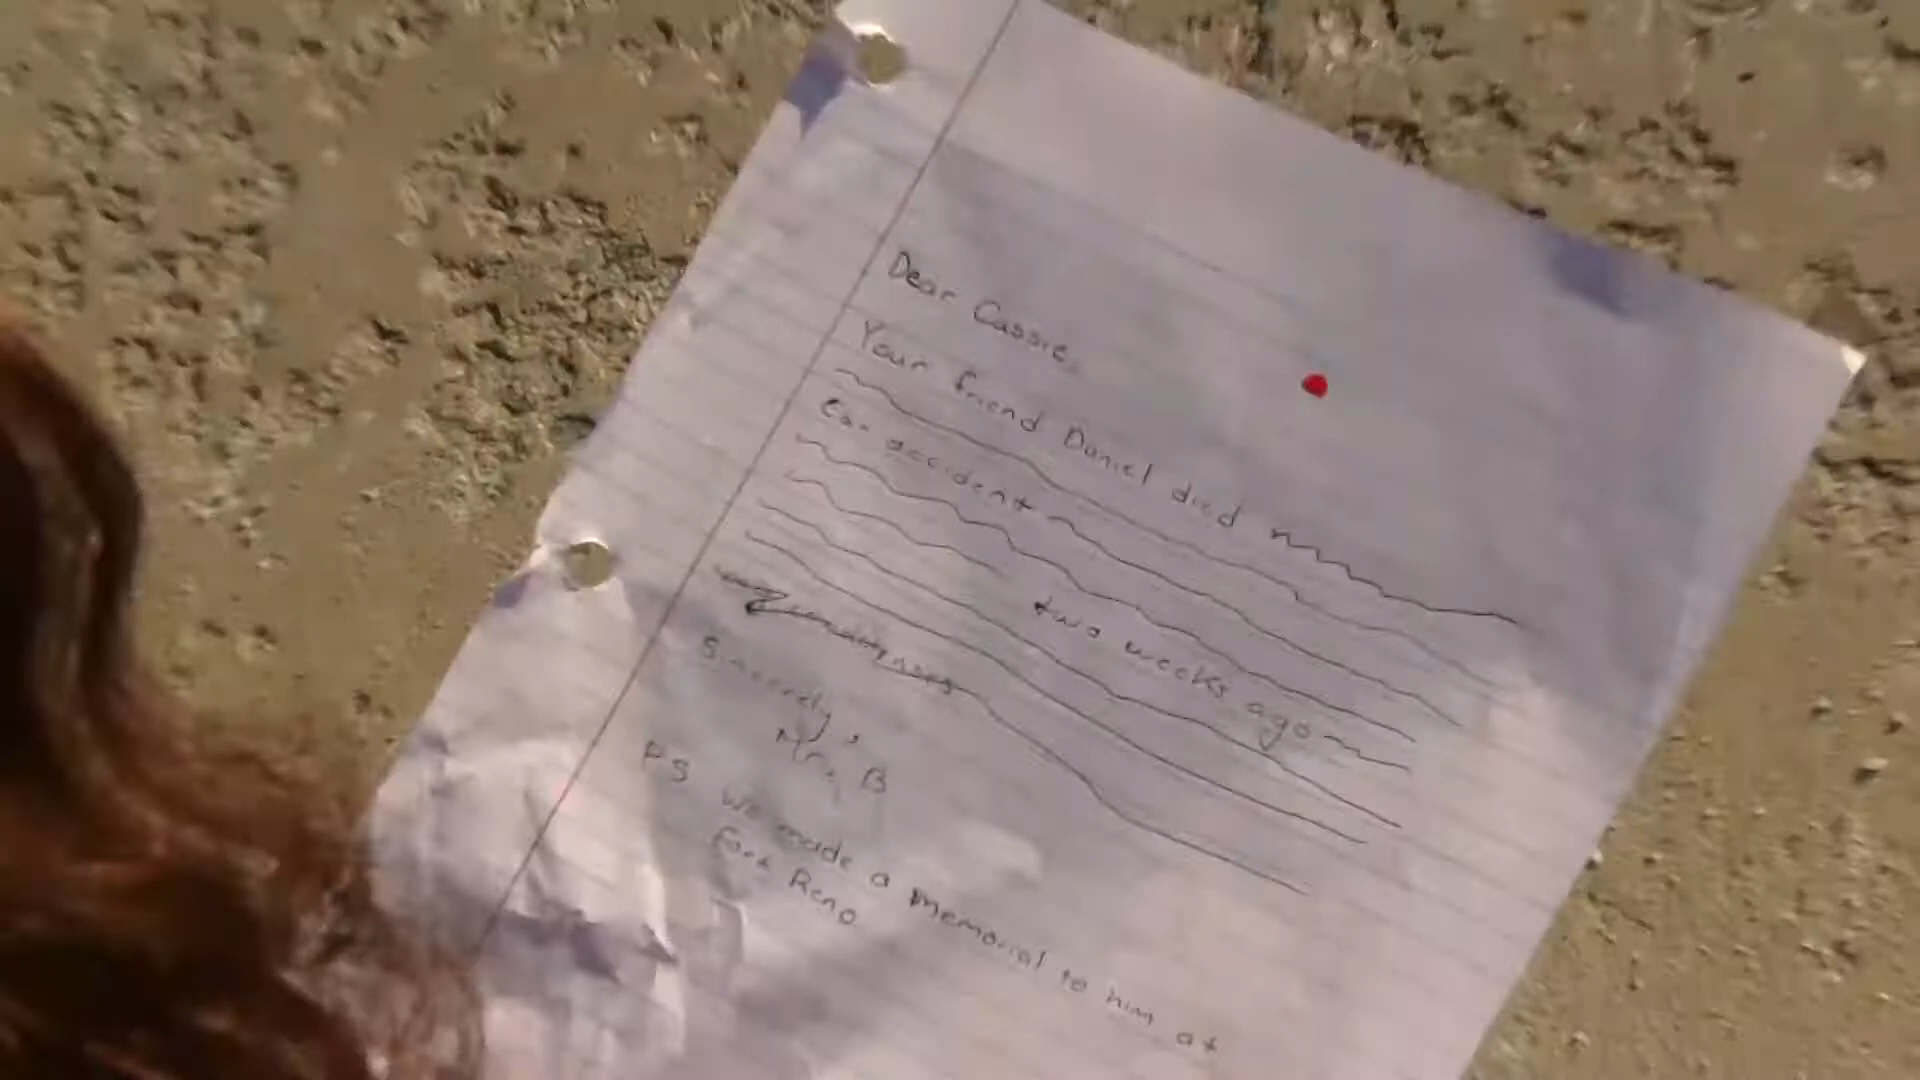 Dear Cassie,
Your friend Daniel died
Car accident
two weeks ago
Sincerely,
Mr. B
PS We made a memorial to him at
Fort Reno